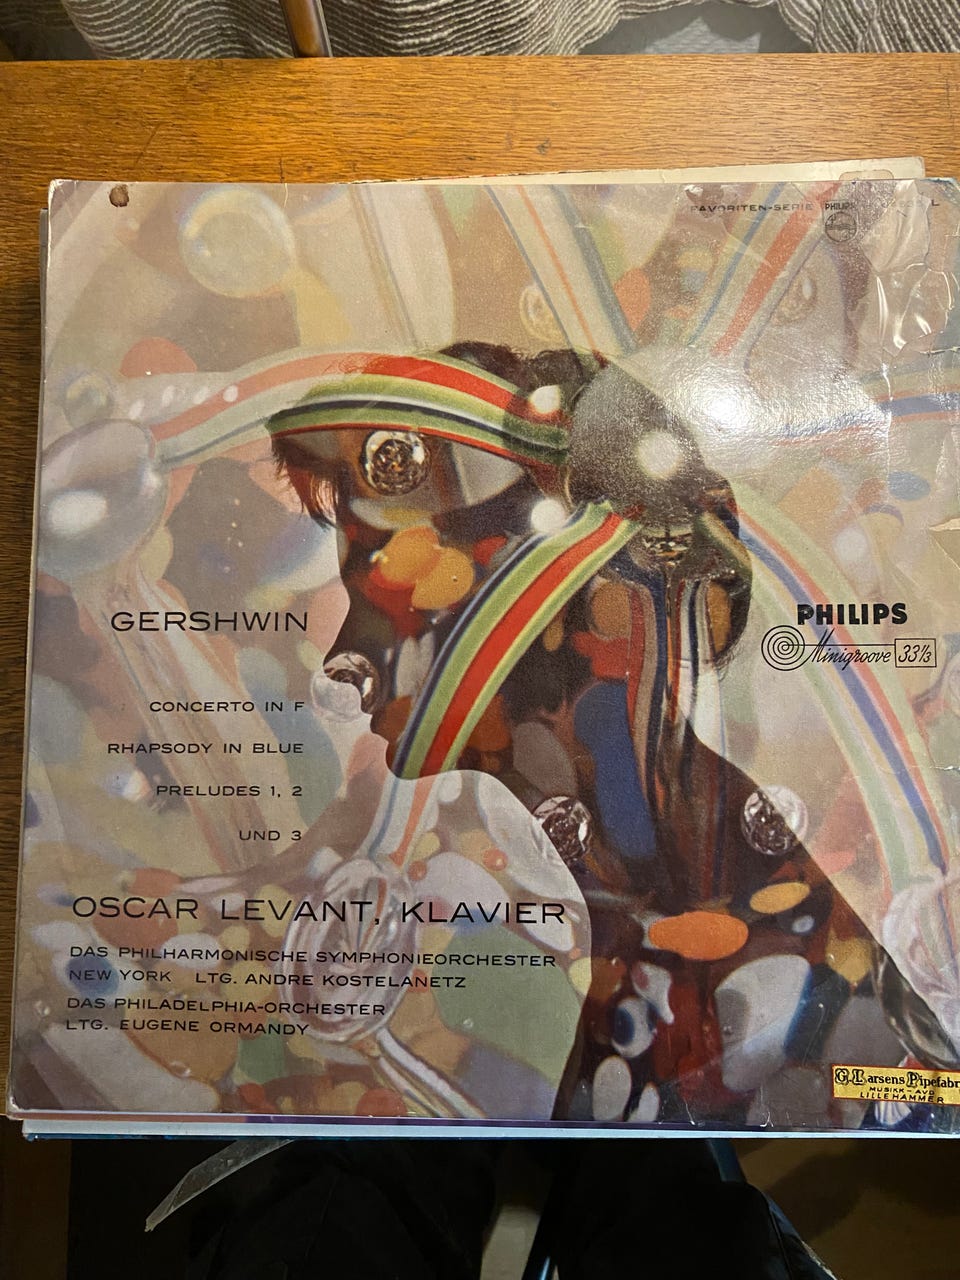 FAVORITEN-SERIE PHILIPS L
GERSHWIN
CONCERTO IN F
RHAPSODY IN BLUE
PRELUDES 1, 2
UND 3
PHILIPS
Minigroove 33⅓
OSCAR LEVANT, KLAVIER
DAS PHILHARMONISCHE SYMPHONIEORCHESTER
NEW YORK LTG. ANDRE KOSTELANETZ
DAS PHILADELPHIA-ORCHESTER
LTG. EUGENE ORMANDY
G. Larsens Pipefabr
MUSIKK - AVD
LILLEHAMMER